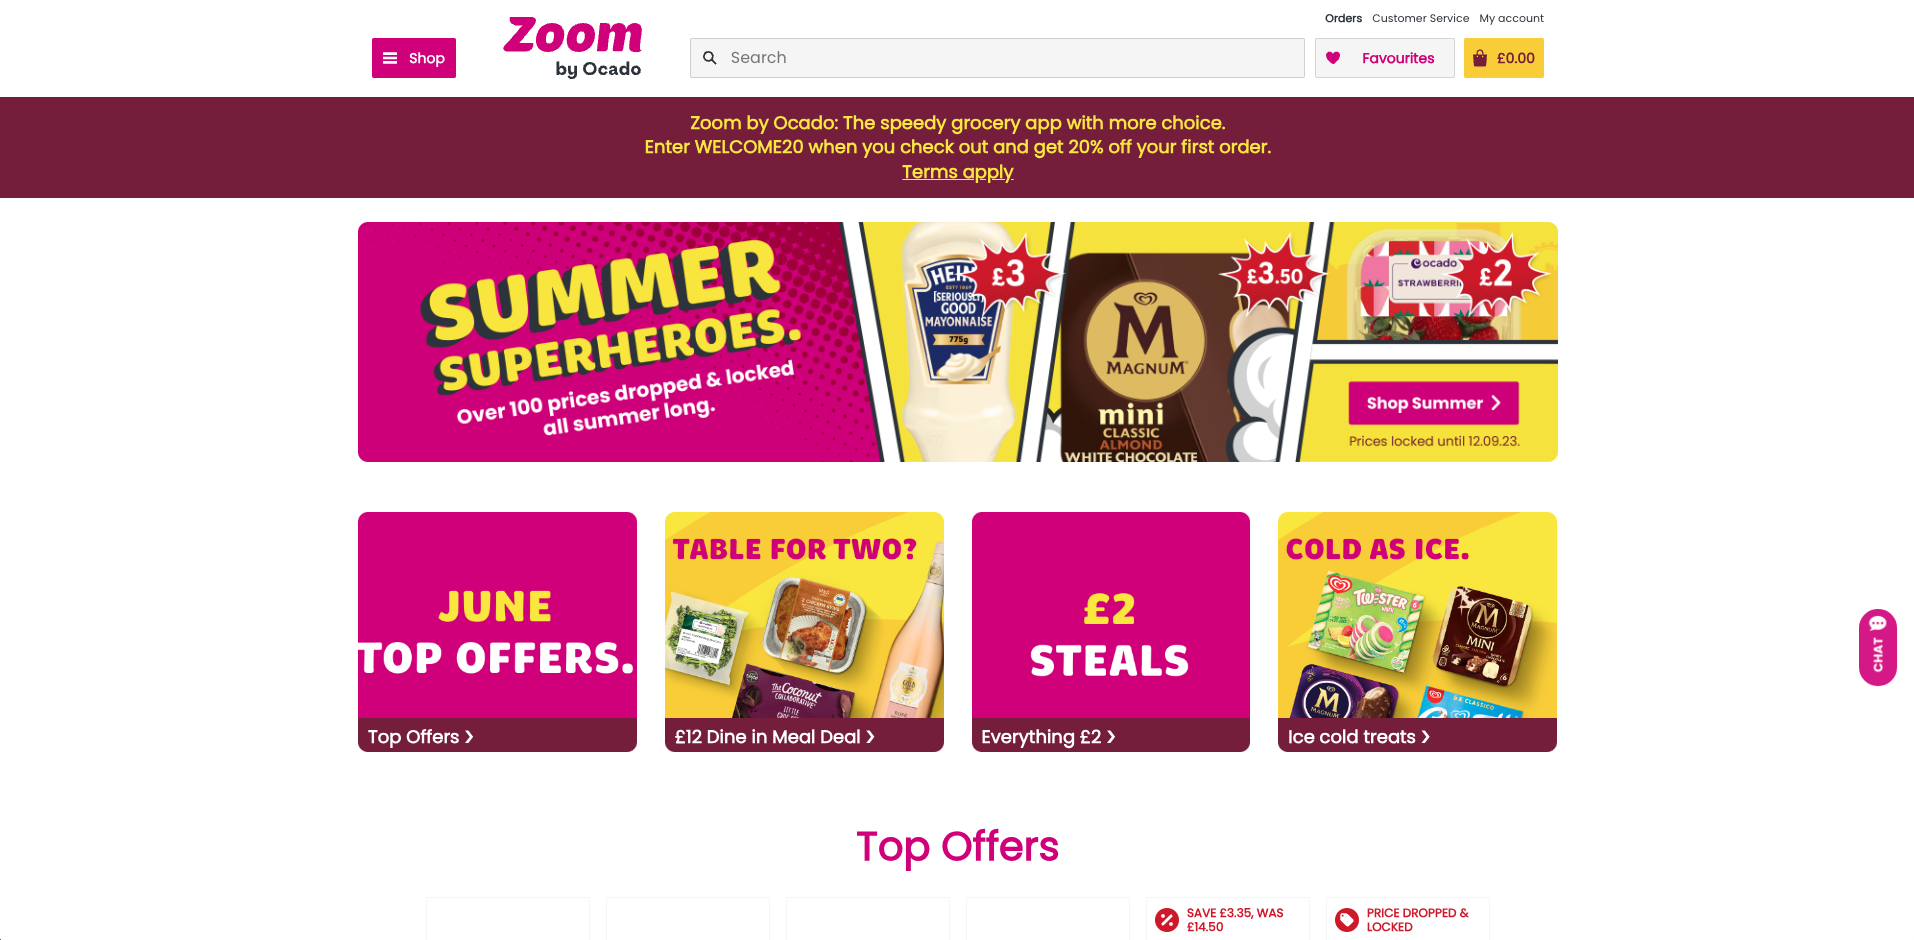 Orders Customer Service My account
Shop
Zoom
by Ocado
Search
Favourites
£0.00
Zoom by Ocado: The speedy grocery app with more choice.
Enter WELCOME20 when you check out and get 20% off your first order.
Terms apply
SUMMER
SUPERHEROES.
Over 100 prices dropped & locked
all summer long.
[SERIOUSLY]
GOOD
MAYONNAISE
775g
£3
M
MAGNUM
mini
CLASSIC
ALMOND
WHITE CHOCOLATE
£3.50
ocado
£2
Shop Summer
Prices locked until 12.09.23.
JUNE
TOP OFFERS.
Top Offers
TABLE FOR TWO?
The Coconut
COLLABORATIVE
LITTLE
£12 Dine in Meal Deal
£2
STEALS
Everything £2
COLD AS ICE.
TWISTER
M
MAGNUM
MINI
M
MAGNUM
Ice cold treats
CHAT
Top Offers
SAVE £3.35, WAS
£14.50
PRICE DROPPED &
LOCKED